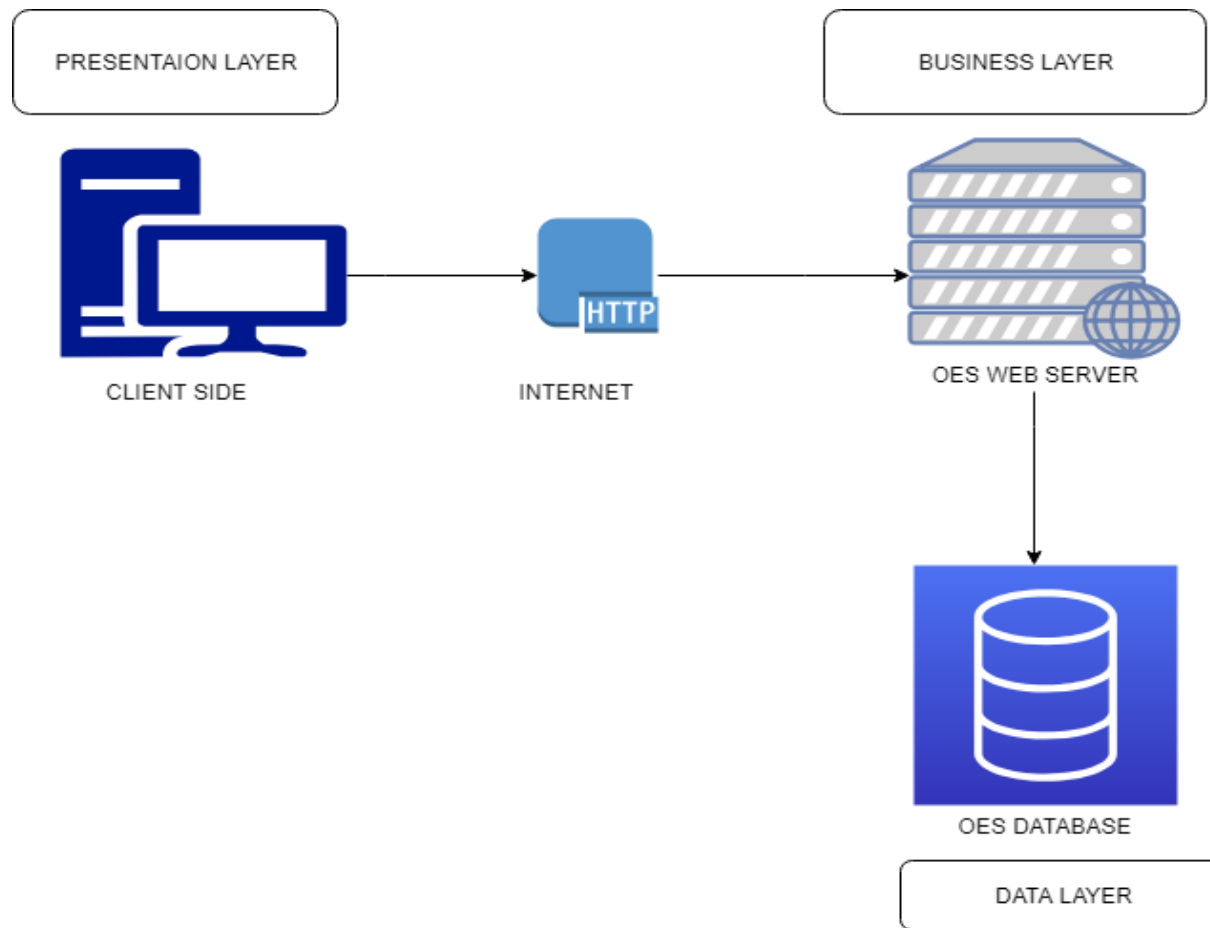 PRESENTAION LAYER
BUSINESS LAYER
HTTP
CLIENT SIDE
INTERNET
OES WEB SERVER
OES DATABASE
DATA LAYER